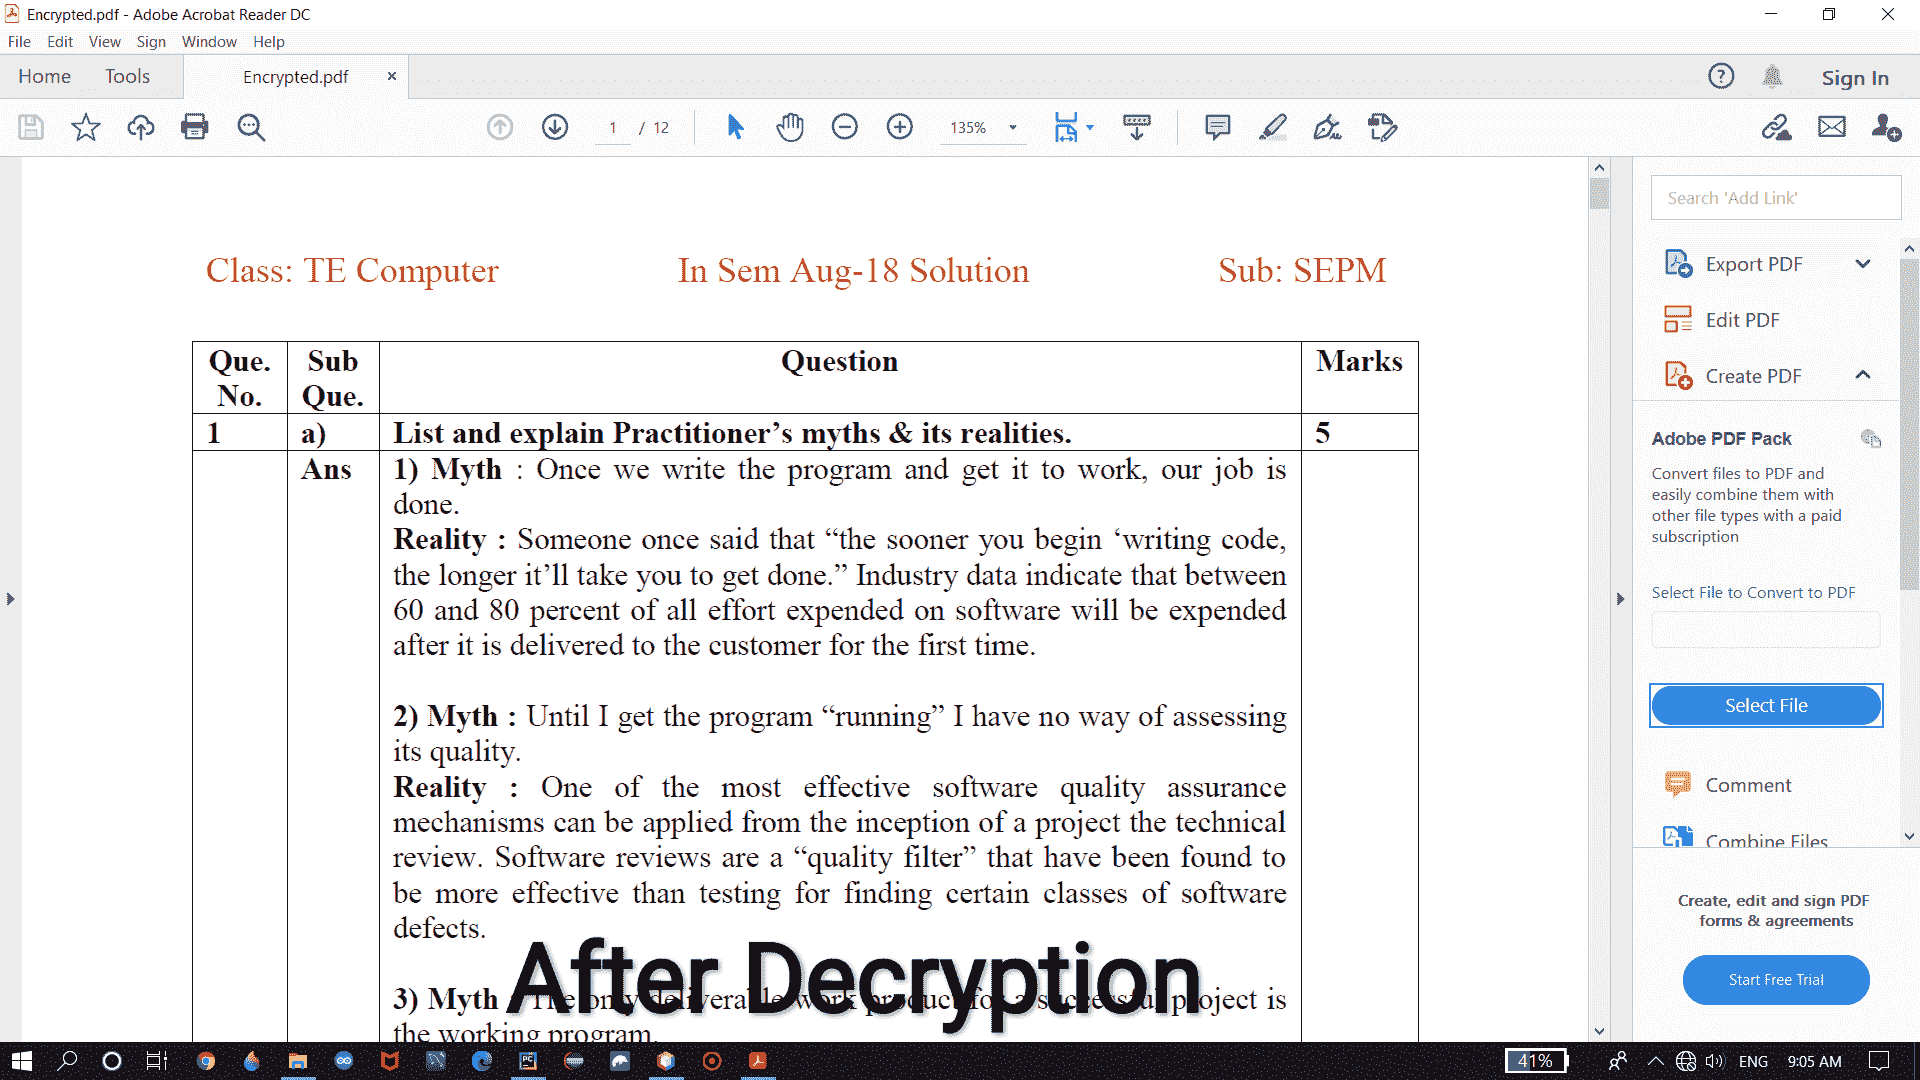 Encrypted.pdf - Adobe Acrobat Reader DC
File Edit View Sign Window Help
Home Tools Encrypted.pdf × ? Sign In
1 / 12 135%
Class: TE Computer In Sem Aug-18 Solution Sub: SEPM
Que. No. Sub Que. Question Marks
1 a) List and explain Practitioner’s myths & its realities. 5
Ans 1) Myth : Once we write the program and get it to work, our job is
done.
Reality : Someone once said that “the sooner you begin ‘writing code,
the longer it’ll take you to get done.” Industry data indicate that between
60 and 80 percent of all effort expended on software will be expended
after it is delivered to the customer for the first time.
2) Myth : Until I get the program “running” I have no way of assessing
its quality.
Reality : One of the most effective software quality assurance
mechanisms can be applied from the inception of a project the technical
review. Software reviews are a “quality filter” that have been found to
be more effective than testing for finding certain classes of software
defects.
3) Myth : The only deliverable work product for a successful project is
the working program.
After Decryption
Search 'Add Link'
Export PDF
Edit PDF
Create PDF
Adobe PDF Pack
Convert files to PDF and
easily combine them with
other file types with a paid
subscription
Select File to Convert to PDF
Select File
Comment
Combine Files
Create, edit and sign PDF
forms & agreements
Start Free Trial
PC 41% ENG 9:05 AM